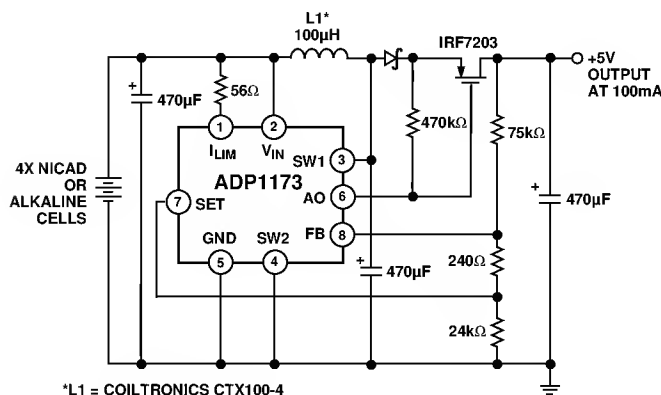 L1*
100µH
IRF7203
+5V
OUTPUT
AT 100mA
470µF
56Ω
1
2
ILIM
VIN
470kΩ
75kΩ
SW1
3
4X NICAD
OR
ALKALINE
CELLS
ADP1173
7
SET
AO
6
470µF
FB
8
GND
SW2
5
4
470µF
240Ω
24kΩ
*L1 = COILTRONICS CTX100-4